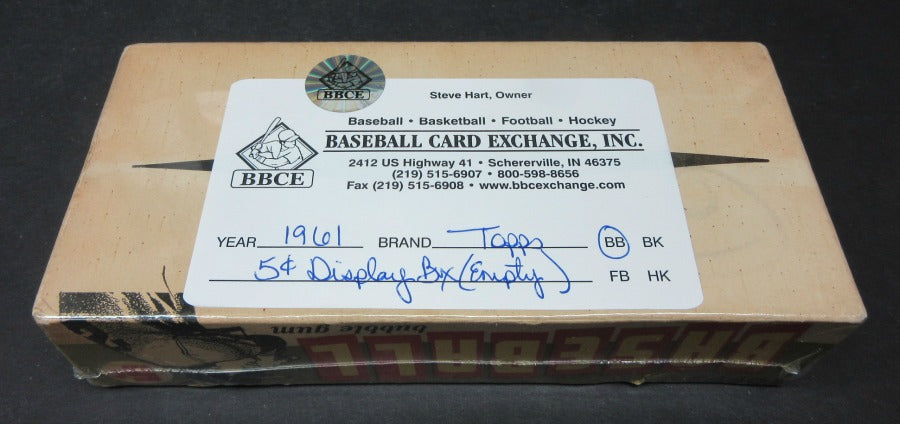 BBCE
Steve Hart, Owner
Baseball • Basketball • Football • Hockey
BASEBALL CARD EXCHANGE, INC.
2412 US Highway 41 • Schererville, IN 46375
(219) 515-6907 • 800-598-8656
Fax (219) 515-6908 • www.bbcexchange.com
BBCE
YEAR 1961 BRAND Topps BB BK
5¢ Display Box (Empty) FB HK
bubble gum
BASEBALL